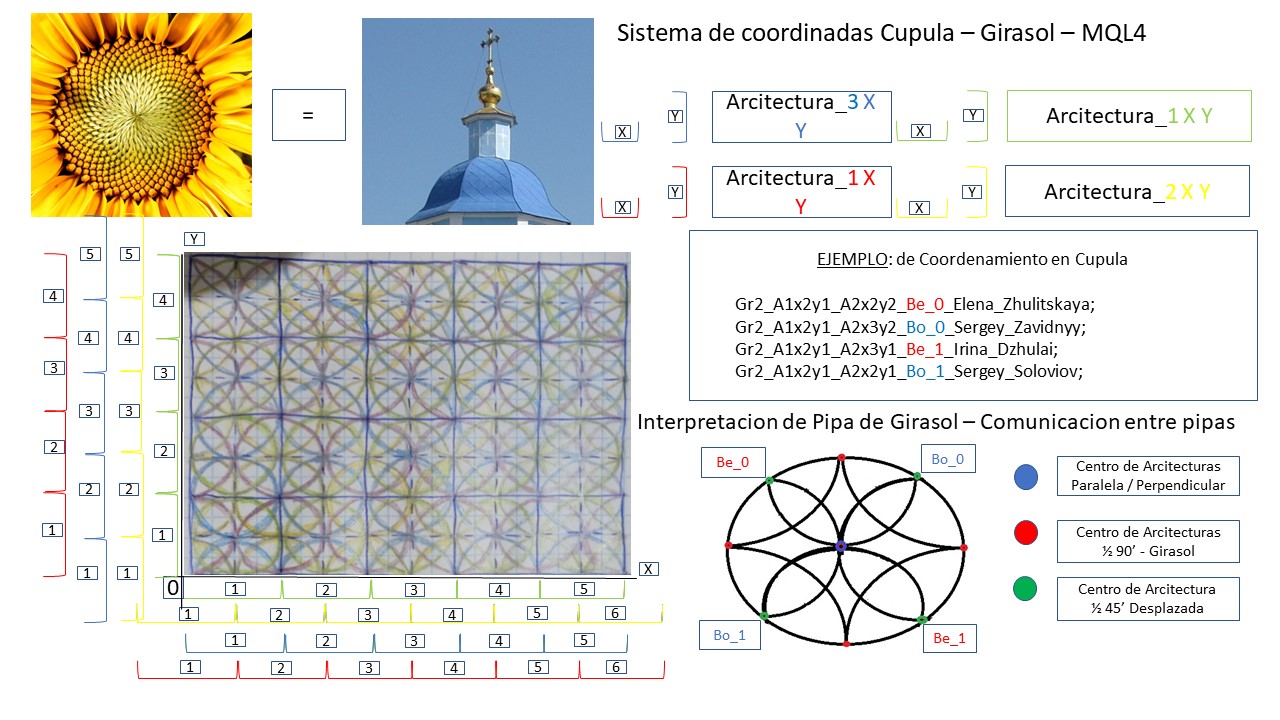 Sistema de coordinadas Cupula – Girasol – MQL4
=
X
Y
Arcitectura_3 X
Y
X
Y
Arcitectura_1 X Y
X
Y
Arcitectura_1 X
Y
X
Y
Arcitectura_2 X Y
EJEMPLO: de Coordenamiento en Cupula
Gr2_A1x2y1_A2x2y2_Be_0_Elena_Zhulitskaya;
Gr2_A1x2y1_A2x3y2_Bo_0_Sergey_Zavidnyy;
Gr2_A1x2y1_A2x3y1_Be_1_Irina_Dzhulai;
Gr2_A1x2y1_A2x2y1_Bo_1_Sergey_Soloviov;
Y
5 5
4 4
4 4
3 3
3 3
2 2
2 2
1 1
1 1
0
X
1 2 3 4 5
1 2 3 4 5 6
1 2 3 4 5
1 2 3 4 5 6
Interpretacion de Pipa de Girasol – Comunicacion entre pipas
Be_0
Bo_0
Bo_1
Be_1
Centro de Arcitecturas
Paralela / Perpendicular
Centro de Arcitecturas
½ 90’ - Girasol
Centro de Arcitectura
½ 45’ Desplazada